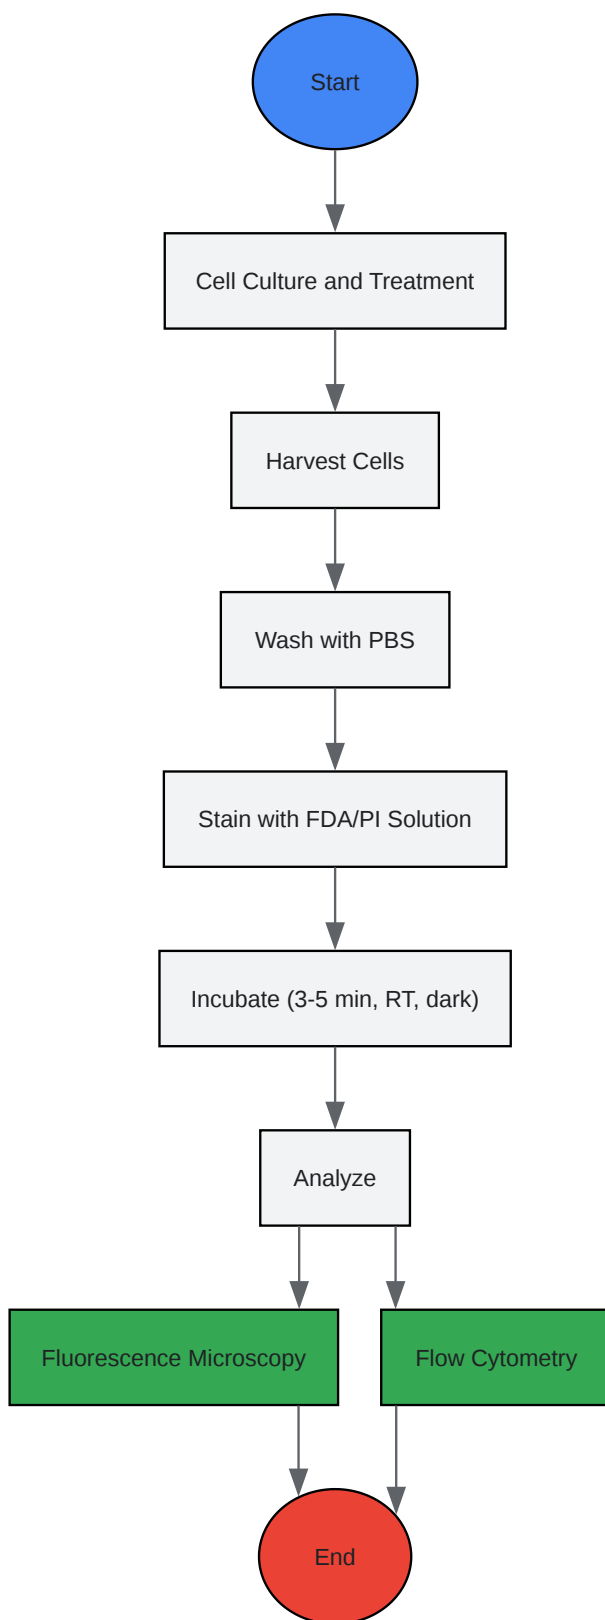 Start
Cell Culture and Treatment
Harvest Cells
Wash with PBS
Stain with FDA/PI Solution
Incubate (3-5 min, RT, dark)
Analyze
Fluorescence Microscopy
Flow Cytometry
End